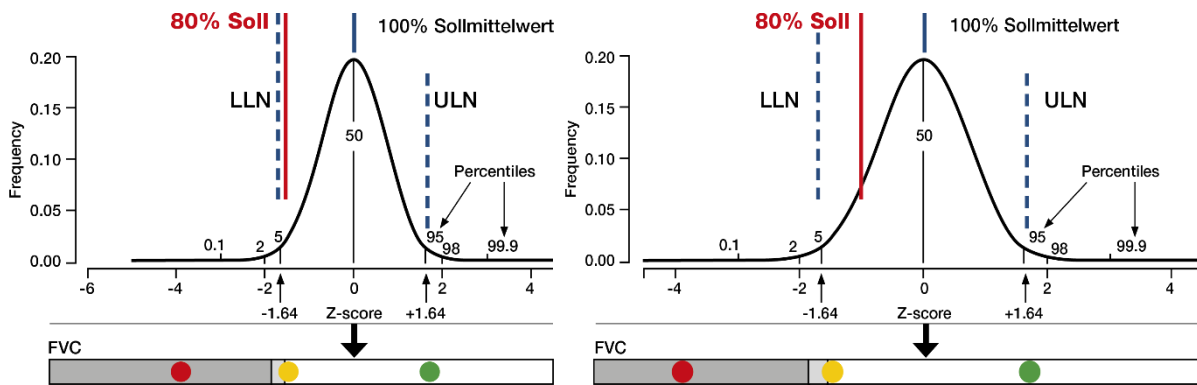 80% Soll
100% Sollmittelwert
LLN
ULN
Frequency
0.20
0.15
0.10
0.05
0.00
50
Percentiles
0.1
2
5
95
98
99.9
-6
-4
-2
0
2
4
-1.64
Z-score
+1.64
FVC
80% Soll
100% Sollmittelwert
LLN
ULN
Frequency
0.20
0.15
0.10
0.05
0.00
50
Percentiles
0.1
2
5
95
98
99.9
-4
-2
0
2
4
-1.64
Z-score
+1.64
FVC